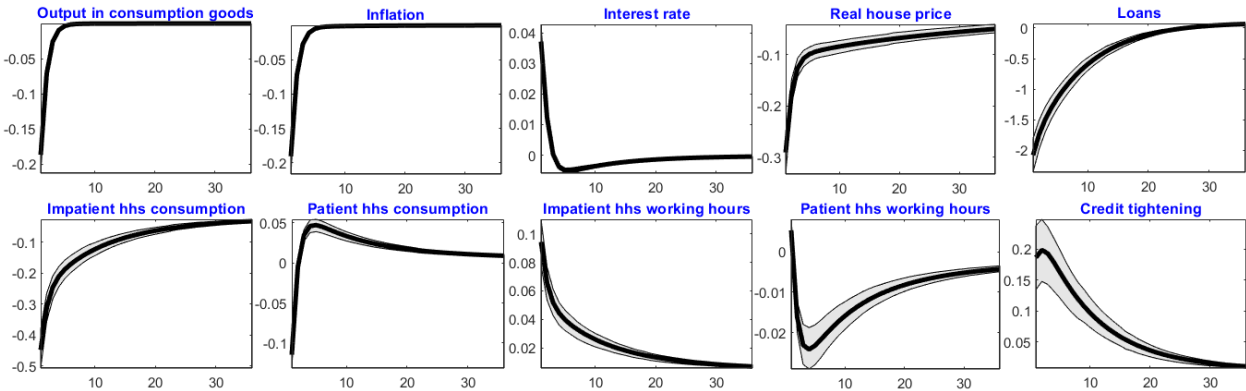 Output in consumption goods
-0.05
-0.1
-0.15
-0.2
10 20 30
Inflation
-0.05
-0.1
-0.15
-0.2
10 20 30
Interest rate
0.04
0.03
0.02
0.01
0
10 20 30
Real house price
-0.1
-0.2
-0.3
10 20 30
Loans
0
-0.5
-1
-1.5
-2
10 20 30
Impatient hhs consumption
-0.1
-0.2
-0.3
-0.4
-0.5
10 20 30
Patient hhs consumption
0.05
0
-0.05
-0.1
10 20 30
Impatient hhs working hours
0.1
0.08
0.06
0.04
0.02
10 20 30
Patient hhs working hours
0
-0.01
-0.02
10 20 30
Credit tightening
0.2
0.15
0.1
0.05
10 20 30